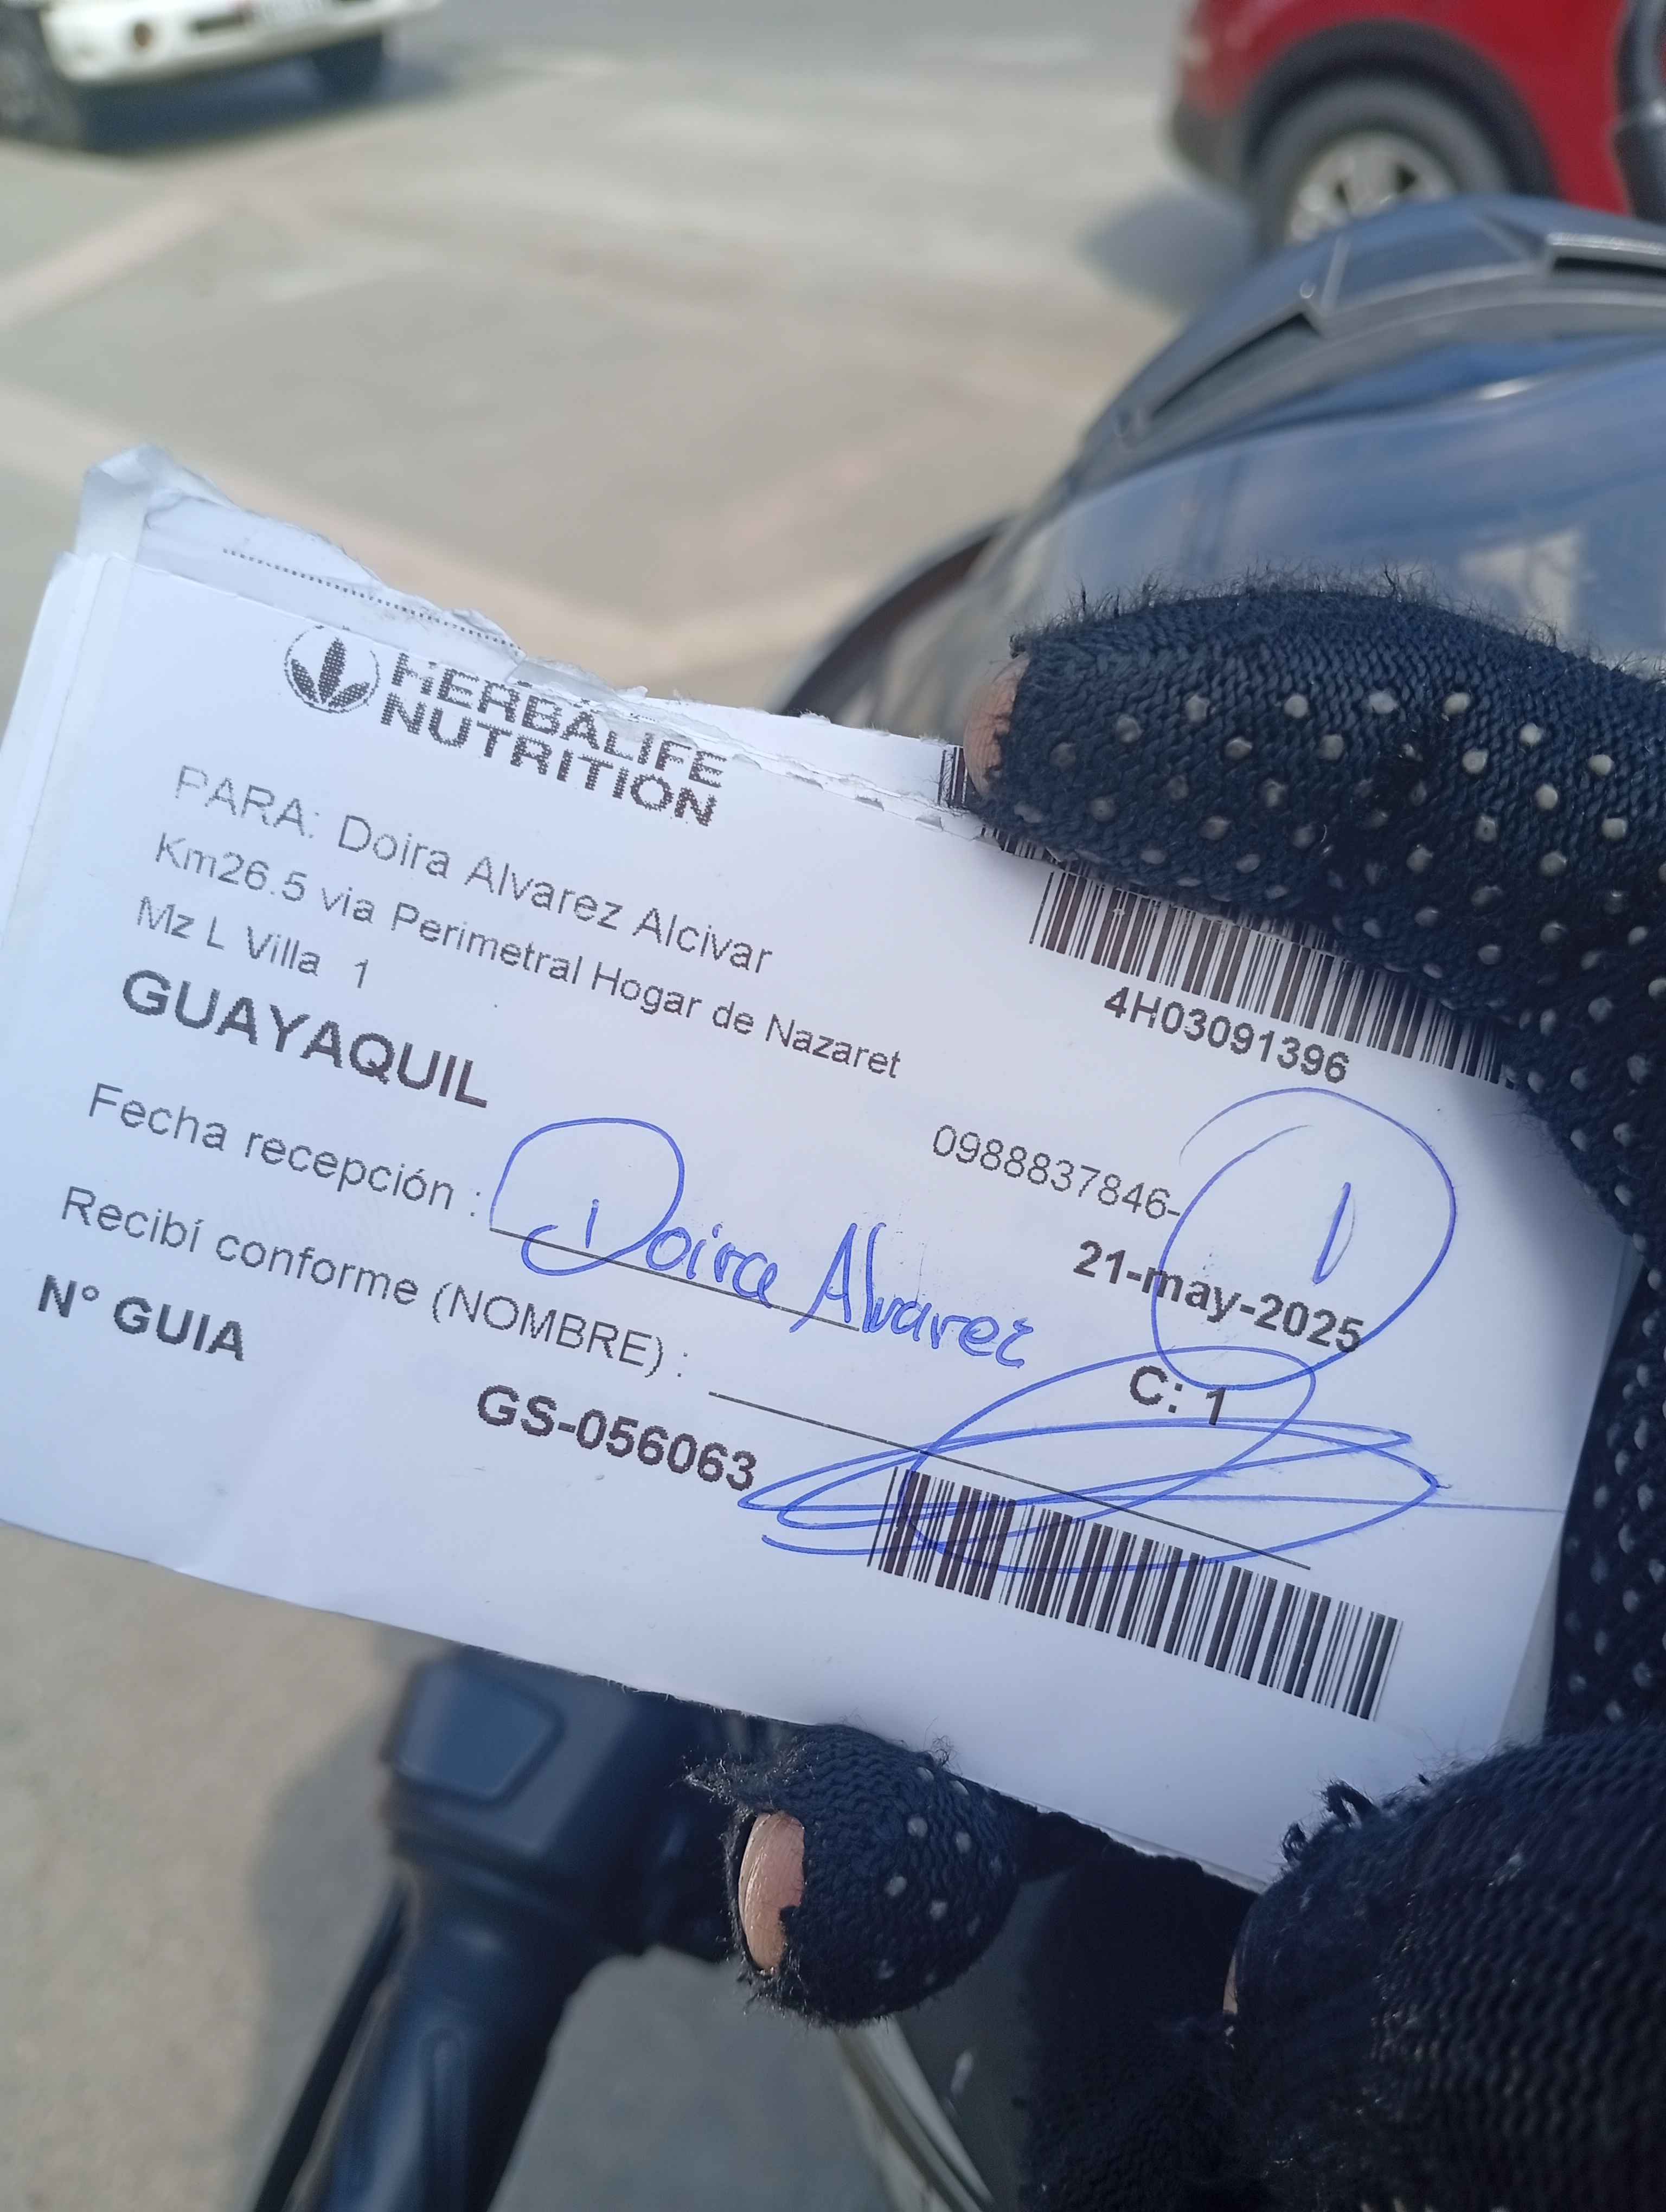 HERBALIFE
NUTRITION
4H03091396
PARA: Doira Alvarez Alcivar
Km26.5 via Perimetral Hogar de Nazaret
Mz L Villa 1
GUAYAQUIL
0988837846-
1
Fecha recepción :
Doira Alvarez
21-may-2025
Recibí conforme (NOMBRE) :
C: 1
N° GUIA
GS-056063